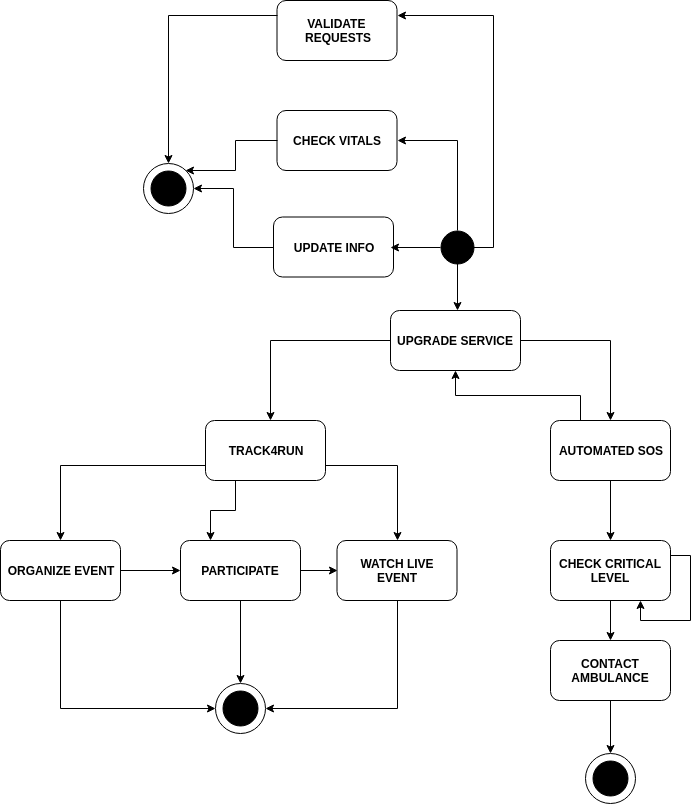 VALIDATE
REQUESTS
CHECK VITALS
UPDATE INFO
UPGRADE SERVICE
TRACK4RUN
AUTOMATED SOS
ORGANIZE EVENT
PARTICIPATE
WATCH LIVE
EVENT
CHECK CRITICAL
LEVEL
CONTACT
AMBULANCE